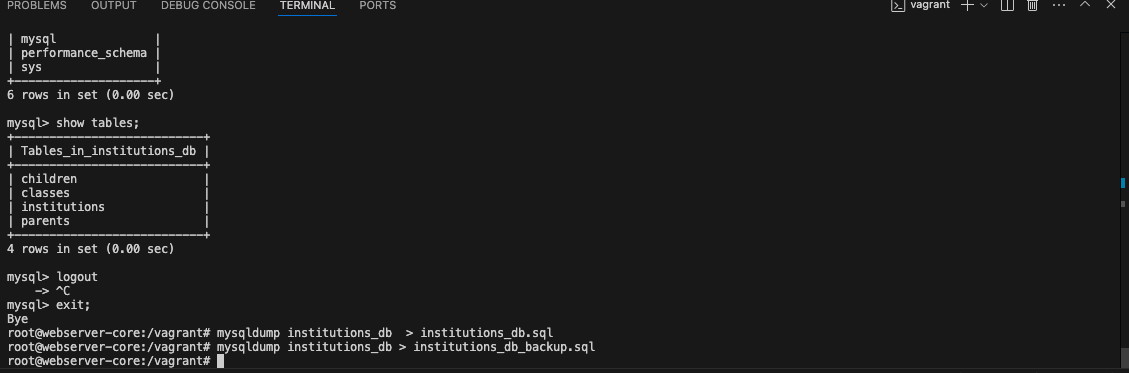 PROBLEMS OUTPUT DEBUG CONSOLE TERMINAL PORTS vagrant
| mysql              |
| performance_schema |
| sys                |
+--------------------+
6 rows in set (0.00 sec)
mysql> show tables;
+---------------------------+
| Tables_in_institutions_db |
+---------------------------+
| children                  |
| classes                   |
| institutions              |
| parents                   |
+---------------------------+
4 rows in set (0.00 sec)
mysql> logout
    -> ^C
mysql> exit;
Bye
root@webserver-core:/vagrant# mysqldump institutions_db  > institutions_db.sql
root@webserver-core:/vagrant# mysqldump institutions_db > institutions_db_backup.sql
root@webserver-core:/vagrant#